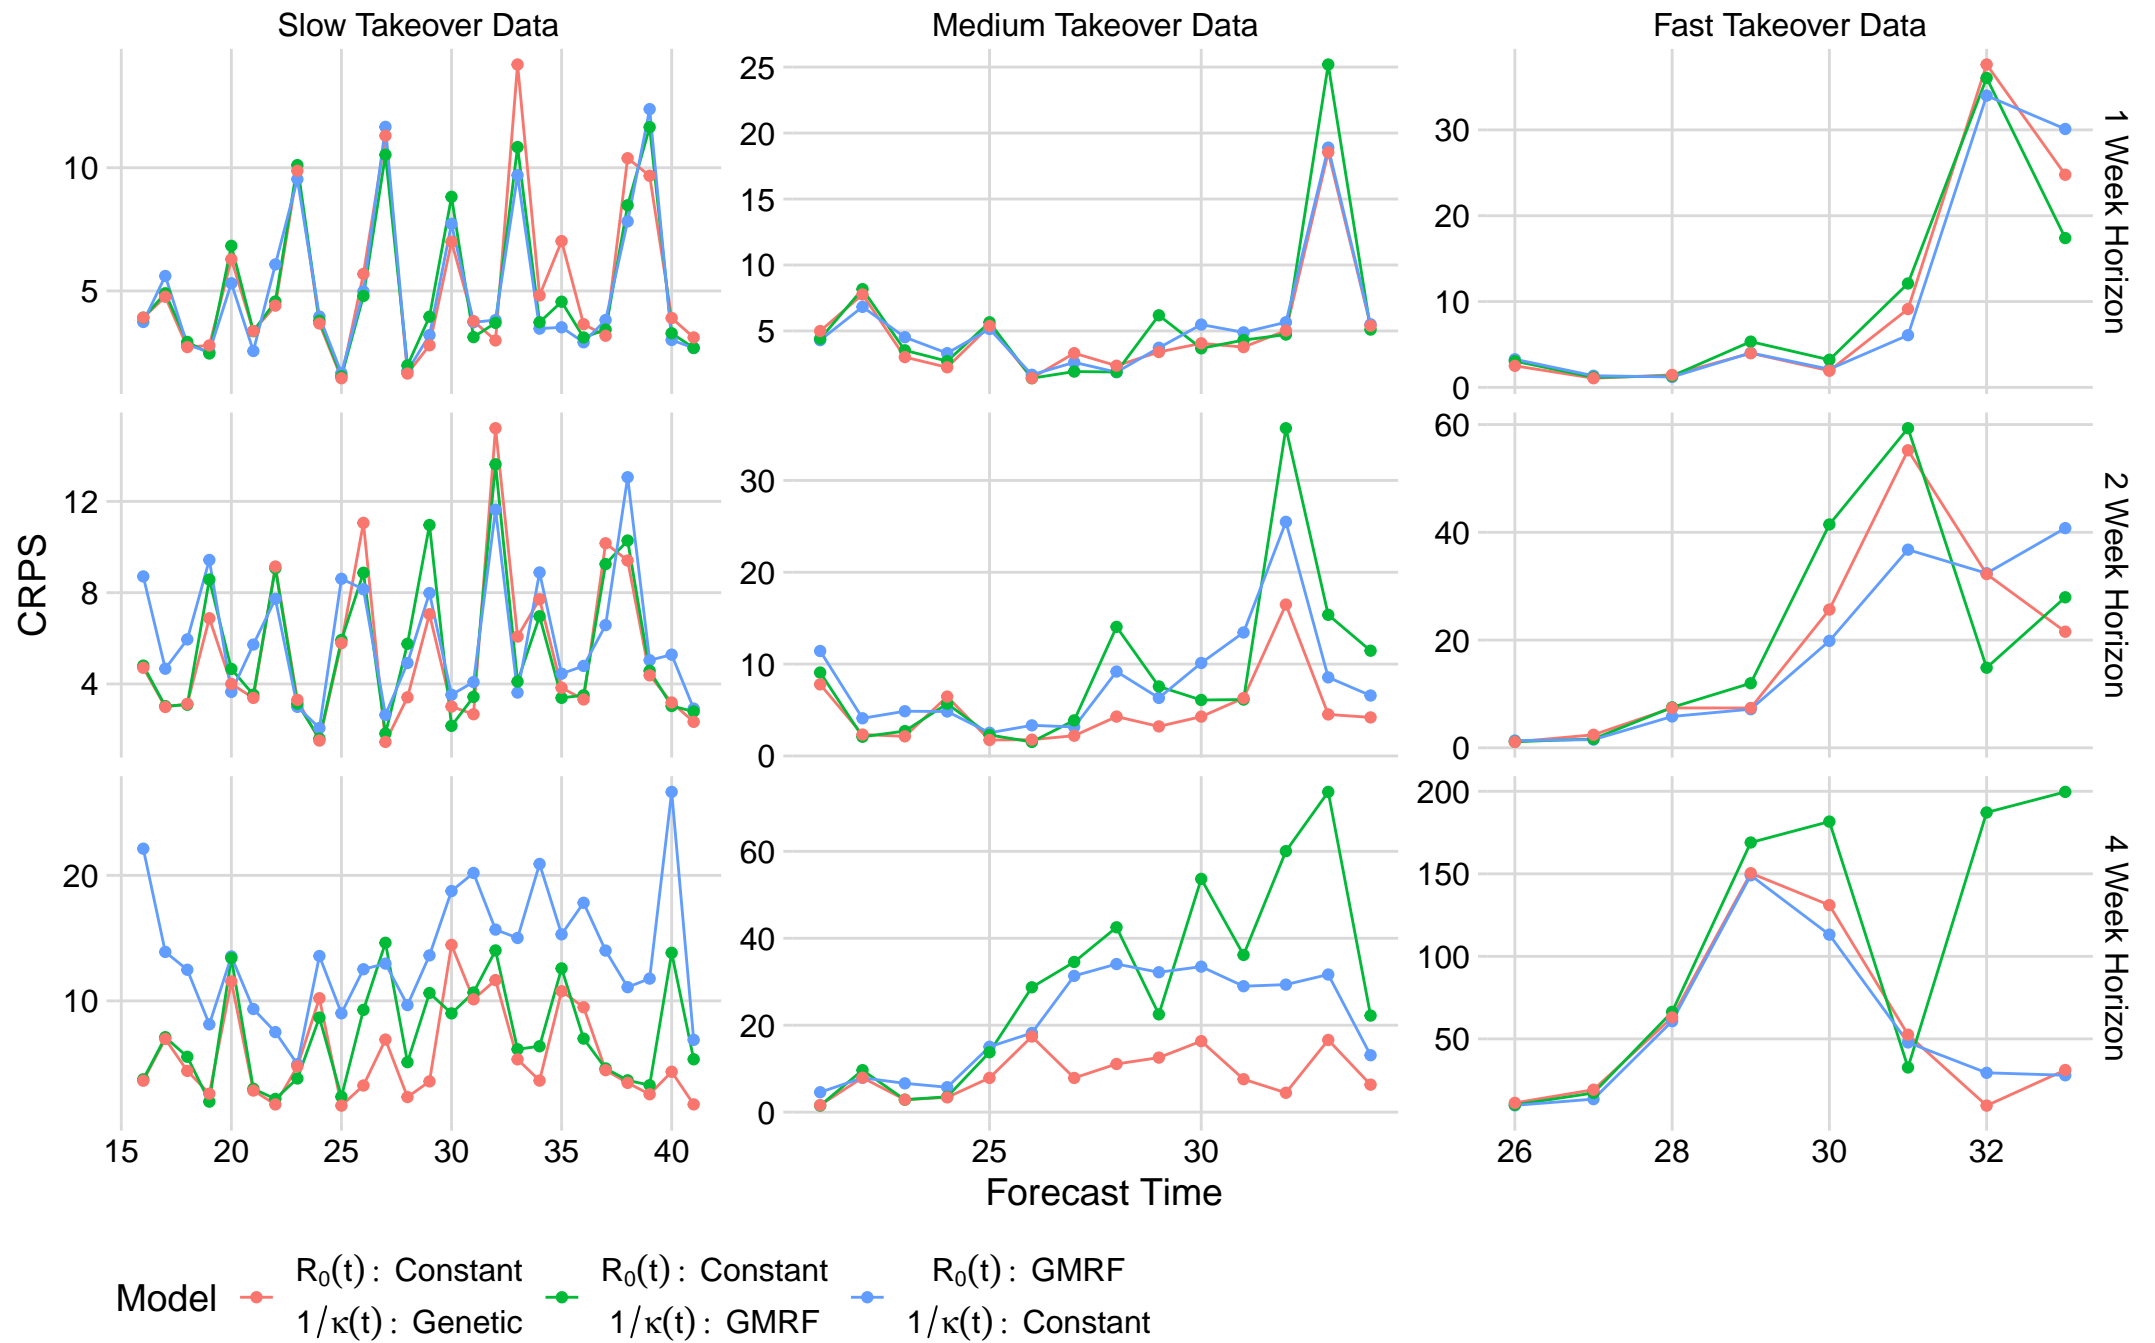 Slow Takeover Data
Medium Takeover Data
Fast Takeover Data
10
5
25
20
15
10
5
30
20
10
0
1 Week Horizon
12
8
4
30
20
10
0
60
40
20
0
2 Week Horizon
20
10
60
40
20
0
200
150
100
50
4 Week Horizon
CRPS
15 20 25 30 35 40
25 30
26 28 30 32
Forecast Time
Model
R₀(t) : Constant
1/κ(t) : Genetic
R₀(t) : Constant
1/κ(t) : GMRF
R₀(t) : GMRF
1/κ(t) : Constant